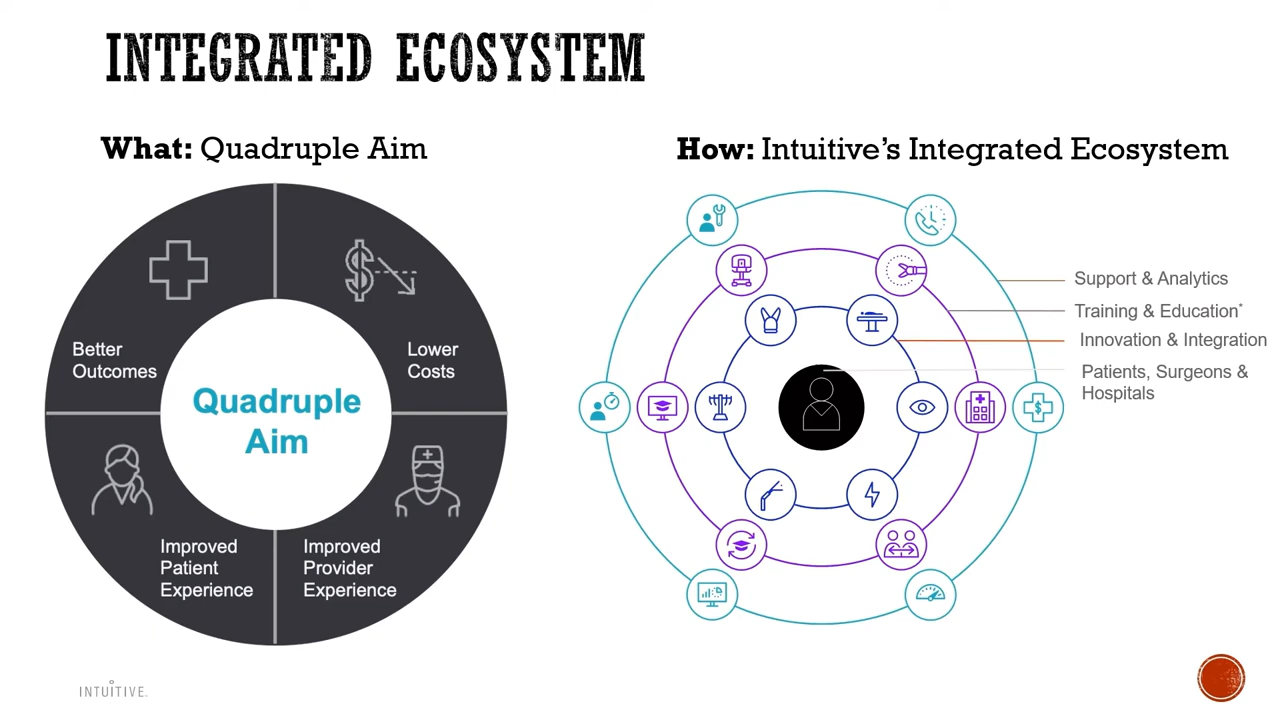 INTEGRATED ECOSYSTEM
What: Quadruple Aim
Better
Outcomes
Lower
Costs
Quadruple
Aim
Improved
Patient
Experience
Improved
Provider
Experience
How: Intuitive’s Integrated Ecosystem
Support & Analytics
Training & Education*
Innovation & Integration
Patients, Surgeons &
Hospitals
INTUITIVE.